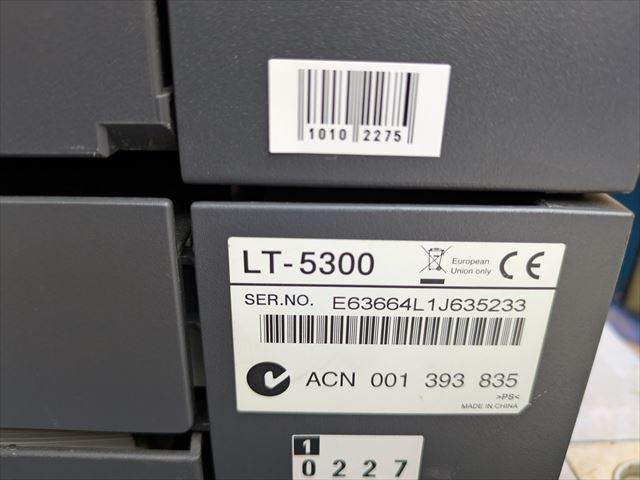 1010 2275
LT-5300
European
Union only
CE
SER.NO. E63664L1J635233
ACN 001 393 835
>PS<
MADE IN CHINA
1
0227